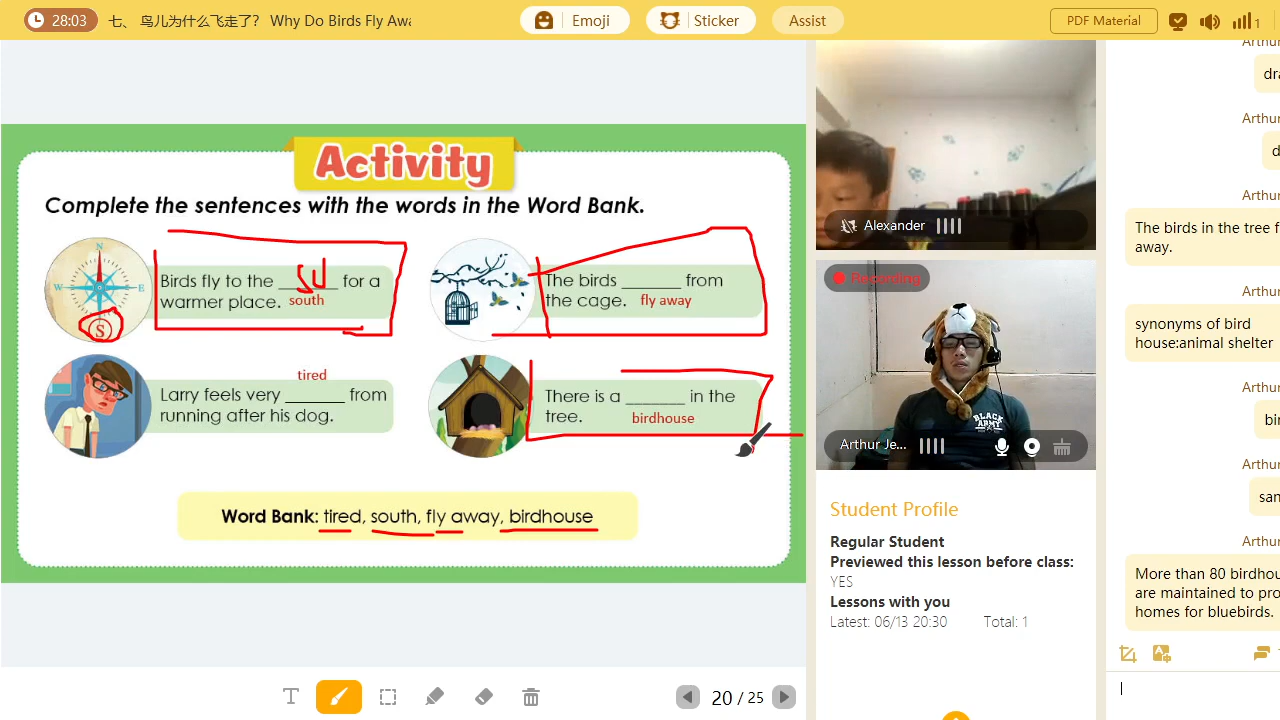 28:03
七、 鸟儿为什么飞走了? Why Do Birds Fly Awa
Emoji
Sticker
Assist
PDF Material
1
Activity
Complete the sentences with the words in the Word Bank.
N
W
E
S
Birds fly to the ______ for a
warmer place. south
The birds ______ from
the cage. fly away
tired
Larry feels very ______ from
running after his dog.
There is a ______ in the
tree. birdhouse
Word Bank: tired, south, fly away, birdhouse
20 / 25
Alexander
Recording
BLACK
ARMY
Arthur Je...
Student Profile
Regular Student
Previewed this lesson before class:
YES
Lessons with you
Latest: 06/13 20:30 Total: 1
Arthur
dra
Arthur
d
Arthur
The birds in the tree f
away.
Arthur
synonyms of bird
house:animal shelter
Arthur
bir
Arthur
san
Arthur
More than 80 birdhou
are maintained to pro
homes for bluebirds.